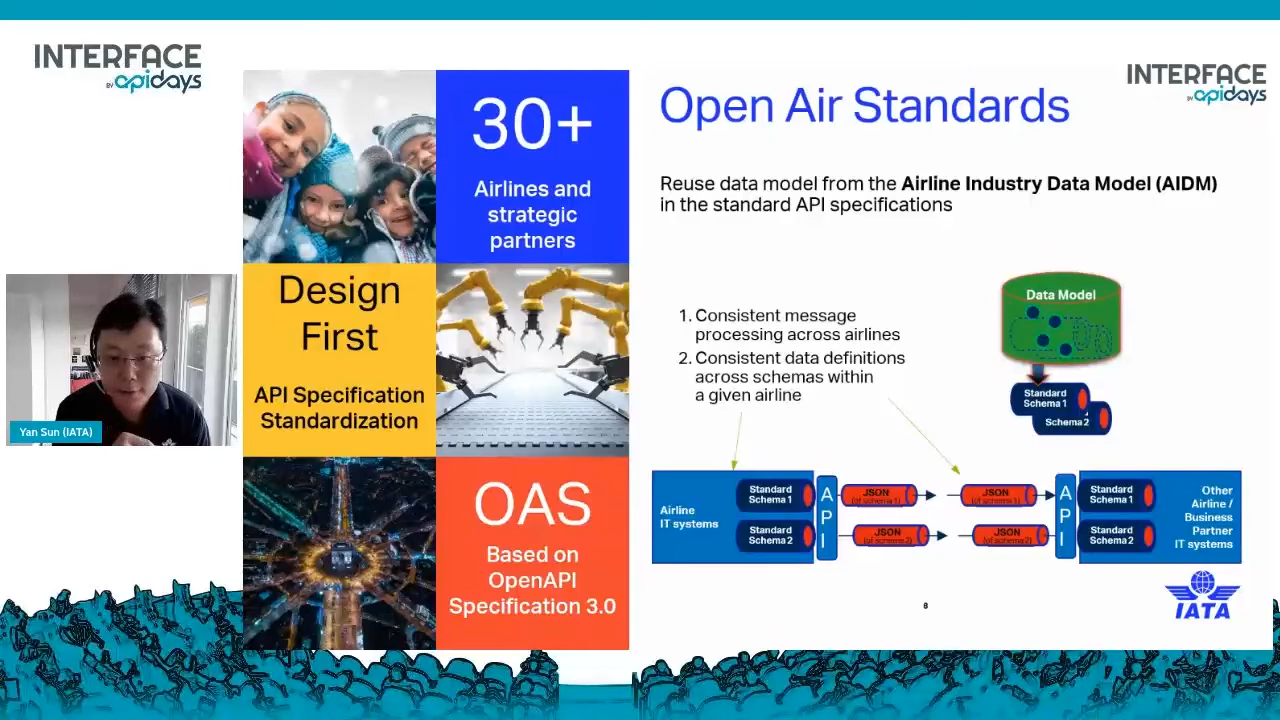 INTERFACE
BY apidays
INTERFACE
BY apidays
Yan Sun (IATA)
30+
Airlines and
strategic
partners
Design
First
API Specification
Standardization
OAS
Based on
OpenAPI
Specification 3.0
Open Air Standards
Reuse data model from the Airline Industry Data Model (AIDM)
in the standard API specifications
1. Consistent message
processing across airlines
2. Consistent data definitions
across schemas within
a given airline
Data Model
Standard
Schema 1
Schema 2
Airline
IT systems
Standard
Schema 1
Standard
Schema 2
API
JSON
(of schema 1)
JSON
(of schema 2)
JSON
(of schema 1)
JSON
(of schema 2)
API
Standard
Schema 1
Standard
Schema 2
Other
Airline /
Business
Partner
IT systems
8
IATA